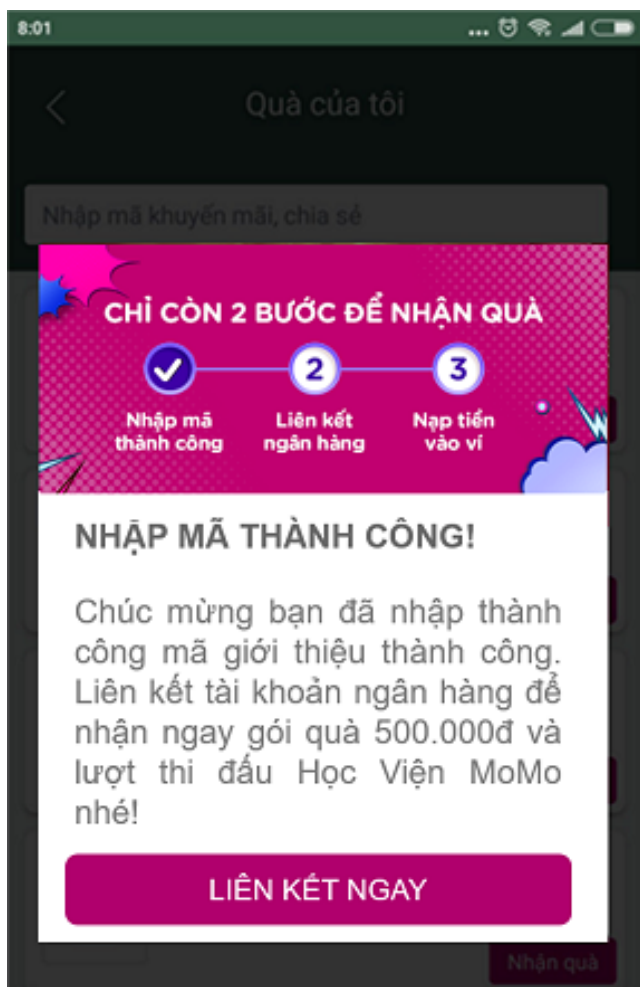 8:01
Quà của tôi
Nhập mã khuyến mãi, chia sẻ
CHỈ CÒN 2 BƯỚC ĐỂ NHẬN QUÀ
2 3
Nhập mã Liên kết Nạp tiền
thành công ngân hàng vào ví
NHẬP MÃ THÀNH CÔNG!
Chúc mừng bạn đã nhập thành
công mã giới thiệu thành công.
Liên kết tài khoản ngân hàng để
nhận ngay gói quà 500.000đ và
lượt thi đấu Học Viện MoMo
nhé!
LIÊN KẾT NGAY
Nhận quà